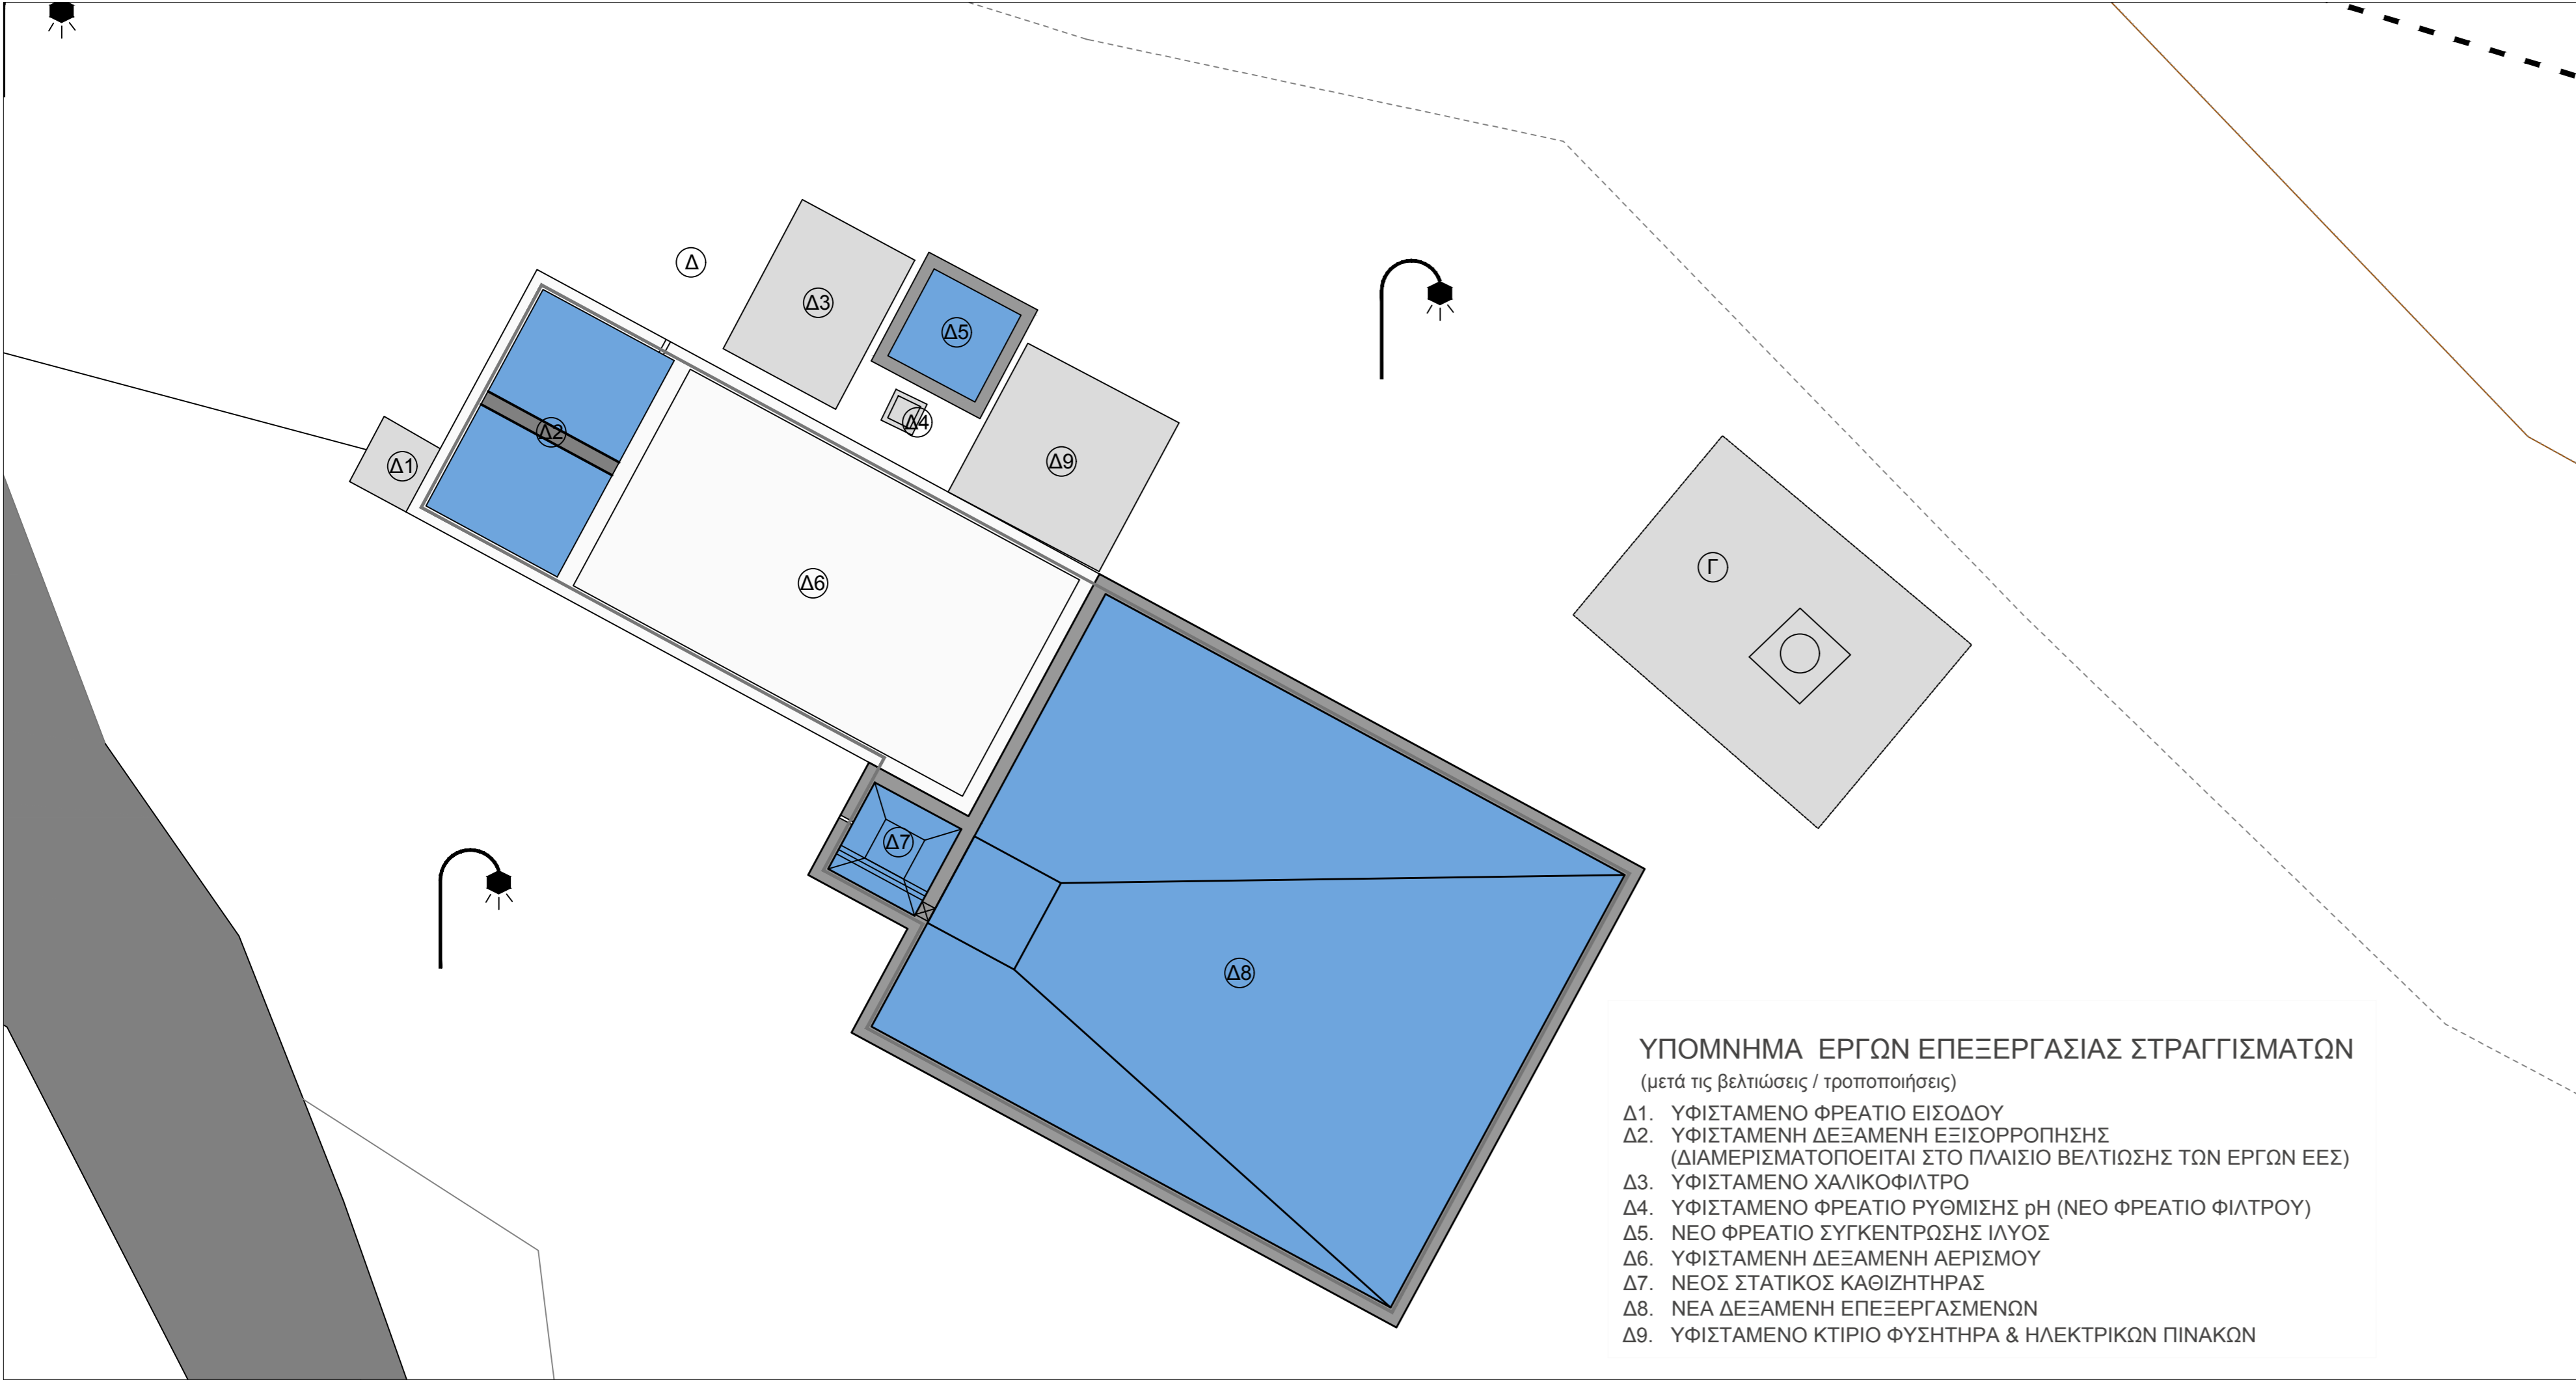 Δ
Δ3
Δ5
Δ4
Δ2
Δ1
Δ9
Δ6
Γ
Δ7
Δ8
ΥΠΟΜΝΗΜΑ ΕΡΓΩΝ ΕΠΕΞΕΡΓΑΣΙΑΣ ΣΤΡΑΓΓΙΣΜΑΤΩΝ
(μετά τις βελτιώσεις / τροποποιήσεις)
Δ1. ΥΦΙΣΤΑΜΕΝΟ ΦΡΕΑΤΙΟ ΕΙΣΟΔΟΥ
Δ2. ΥΦΙΣΤΑΜΕΝΗ ΔΕΞΑΜΕΝΗ ΕΞΙΣΟΡΡΟΠΗΣΗΣ
(ΔΙΑΜΕΡΙΣΜΑΤΟΠΟΕΙΤΑΙ ΣΤΟ ΠΛΑΙΣΙΟ ΒΕΛΤΙΩΣΗΣ ΤΩΝ ΕΡΓΩΝ ΕΕΣ)
Δ3. ΥΦΙΣΤΑΜΕΝΟ ΧΑΛΙΚΟΦΙΛΤΡΟ
Δ4. ΥΦΙΣΤΑΜΕΝΟ ΦΡΕΑΤΙΟ ΡΥΘΜΙΣΗΣ pH (ΝΕΟ ΦΡΕΑΤΙΟ ΦΙΛΤΡΟΥ)
Δ5. ΝΕΟ ΦΡΕΑΤΙΟ ΣΥΓΚΕΝΤΡΩΣΗΣ ΙΛΥΟΣ
Δ6. ΥΦΙΣΤΑΜΕΝΗ ΔΕΞΑΜΕΝΗ ΑΕΡΙΣΜΟΥ
Δ7. ΝΕΟΣ ΣΤΑΤΙΚΟΣ ΚΑΘΙΖΗΤΗΡΑΣ
Δ8. ΝΕΑ ΔΕΞΑΜΕΝΗ ΕΠΕΞΕΡΓΑΣΜΕΝΩΝ
Δ9. ΥΦΙΣΤΑΜΕΝΟ ΚΤΙΡΙΟ ΦΥΣΗΤΗΡΑ & ΗΛΕΚΤΡΙΚΩΝ ΠΙΝΑΚΩΝ